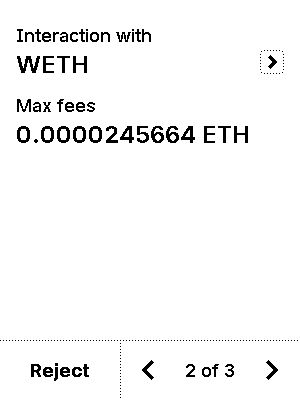 Interaction with
WETH
Max fees
0.0000245664 ETH
Reject
2 of 3